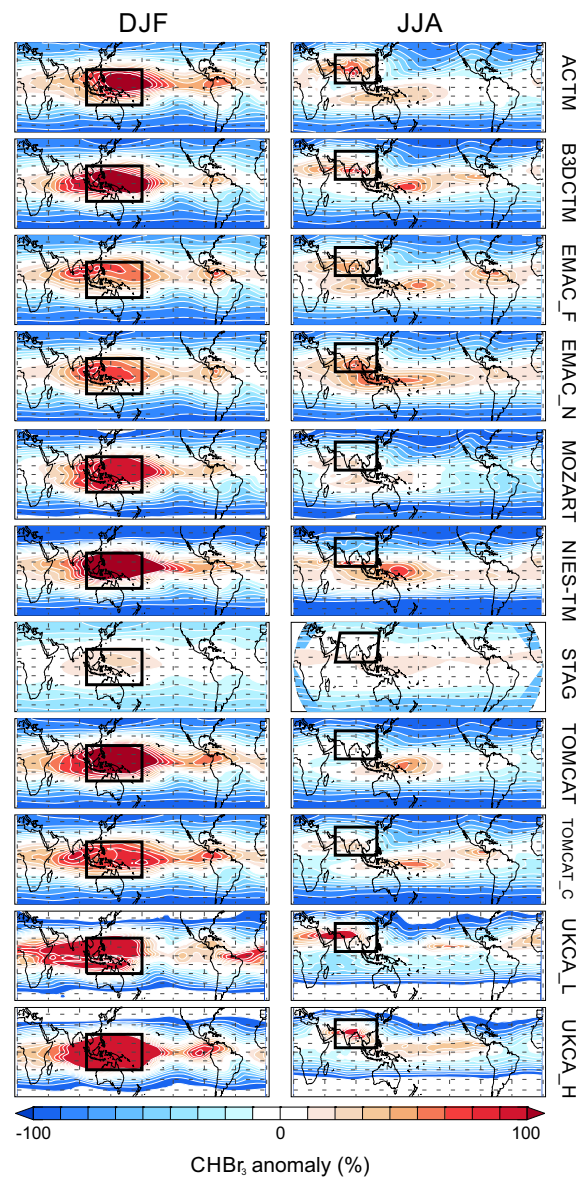 DJF JJA
ACTM
B3DCTM
EMAC_F
EMAC_N
MOZART
NIES-TM
STAG
TOMCAT
TOMCAT_C
UKCA_L
UKCA_H
-100 0 100
CHBr₃ anomaly (%)